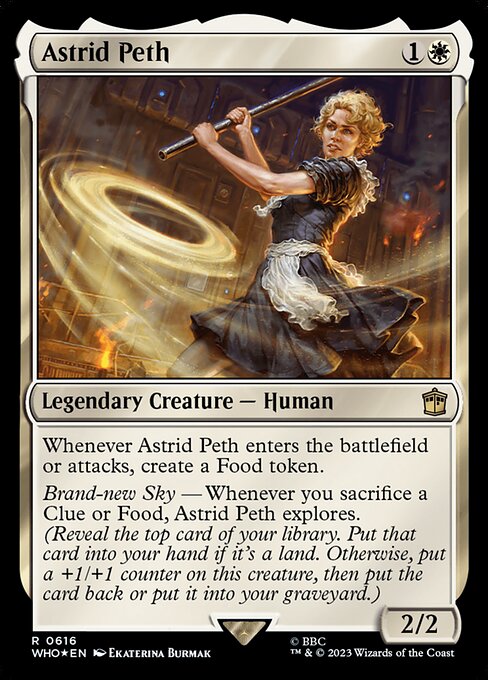 Astrid Peth 1
Legendary Creature — Human
Whenever Astrid Peth enters the battlefield
or attacks, create a Food token.
Brand-new Sky — Whenever you sacrifice a
Clue or Food, Astrid Peth explores.
(Reveal the top card of your library. Put that
card into your hand if it's a land. Otherwise, put
a +1/+1 counter on this creature, then put the
card back or put it into your graveyard.)
2/2
R 0616
WHO★EN Ekaterina Burmak
© BBC
™ & © 2023 Wizards of the Coast